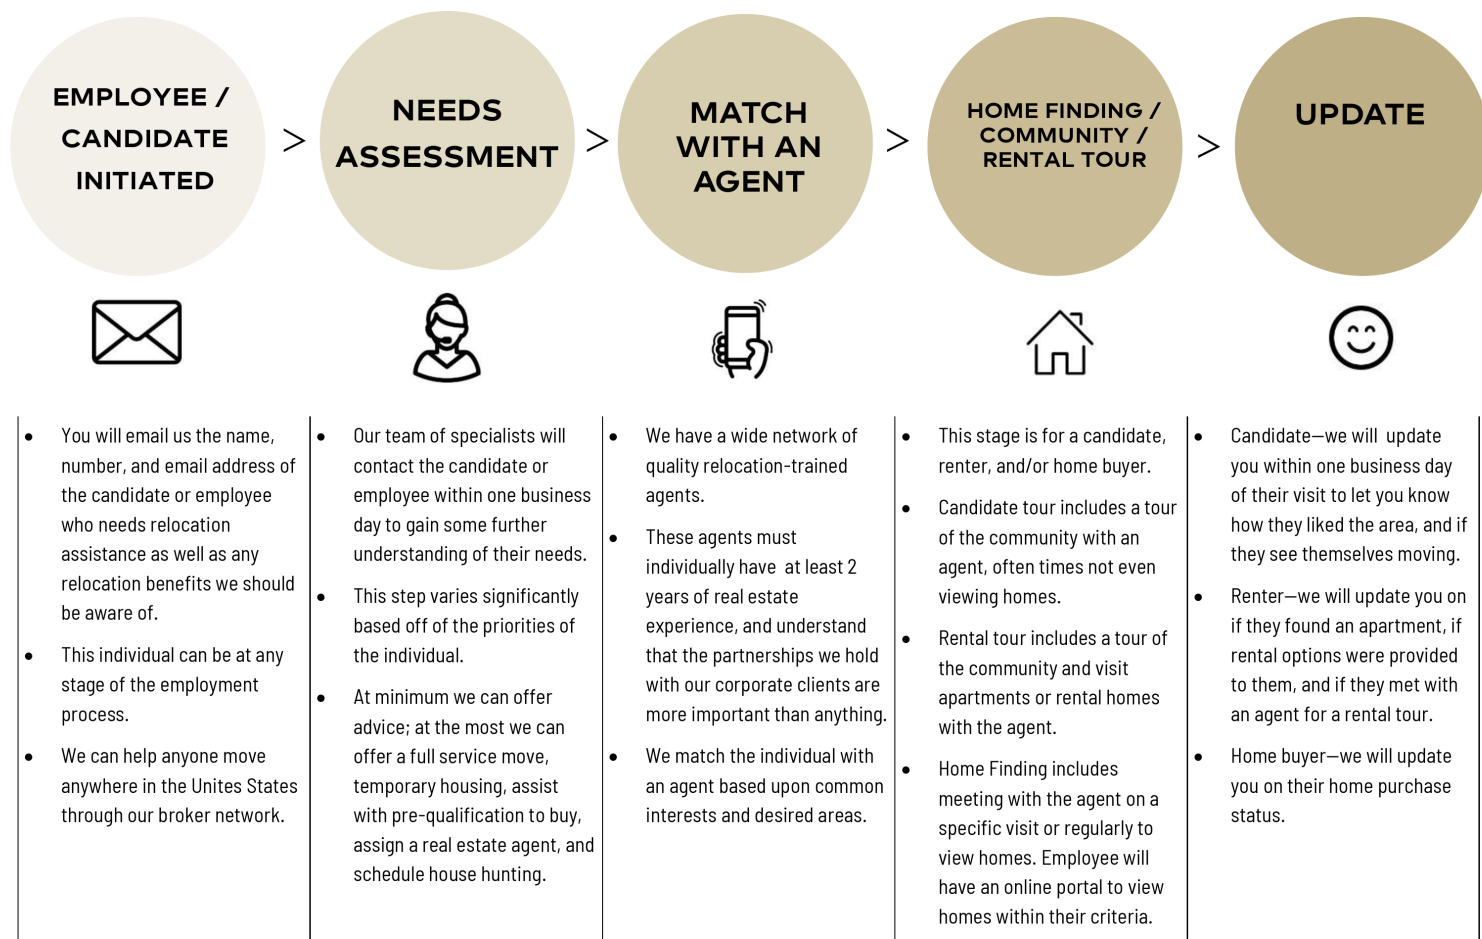 EMPLOYEE /
CANDIDATE
INITIATED
>
NEEDS
ASSESSMENT
>
MATCH
WITH AN
AGENT
>
HOME FINDING /
COMMUNITY /
RENTAL TOUR
>
UPDATE
• You will email us the name,
number, and email address of
the candidate or employee
who needs relocation
assistance as well as any
relocation benefits we should
be aware of.
• This individual can be at any
stage of the employment
process.
• We can help anyone move
anywhere in the Unites States
through our broker network.
• Our team of specialists will
contact the candidate or
employee within one business
day to gain some further
understanding of their needs.
• This step varies significantly
based off of the priorities of
the individual.
• At minimum we can offer
advice; at the most we can
offer a full service move,
temporary housing, assist
with pre-qualification to buy,
assign a real estate agent, and
schedule house hunting.
• We have a wide network of
quality relocation-trained
agents.
• These agents must
individually have at least 2
years of real estate
experience, and understand
that the partnerships we hold
with our corporate clients are
more important than anything.
• We match the individual with
an agent based upon common
interests and desired areas.
• This stage is for a candidate,
renter, and/or home buyer.
• Candidate tour includes a tour
of the community with an
agent, often times not even
viewing homes.
• Rental tour includes a tour of
the community and visit
apartments or rental homes
with the agent.
• Home Finding includes
meeting with the agent on a
specific visit or regularly to
view homes. Employee will
have an online portal to view
homes within their criteria.
• Candidate—we will update
you within one business day
of their visit to let you know
how they liked the area, and if
they see themselves moving.
• Renter—we will update you on
if they found an apartment, if
rental options were provided
to them, and if they met with
an agent for a rental tour.
• Home buyer—we will update
you on their home purchase
status.